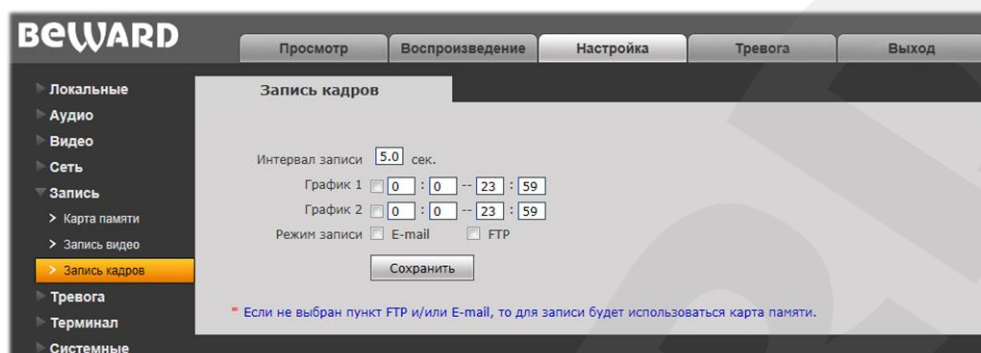 BEWARD
Просмотр Воспроизведение Настройка Тревога Выход
Локальные
Аудио
Видео
Сеть
Запись
Карта памяти
Запись видео
Запись кадров
Тревога
Терминал
Системные
Запись кадров
Интервал записи 5.0 сек.
График 1 0 : 0 -- 23 : 59
График 2 0 : 0 -- 23 : 59
Режим записи E-mail FTP
Сохранить
* Если не выбран пункт FTP и/или E-mail, то для записи будет использоваться карта памяти.